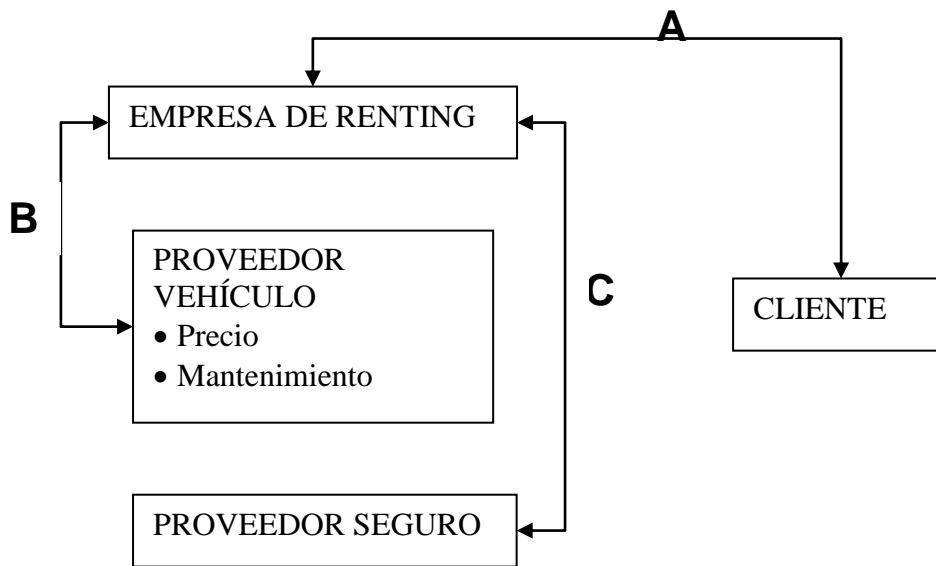 A
EMPRESA DE RENTING
B
PROVEEDOR
VEHÍCULO
• Precio
• Mantenimiento
C
CLIENTE
PROVEEDOR SEGURO